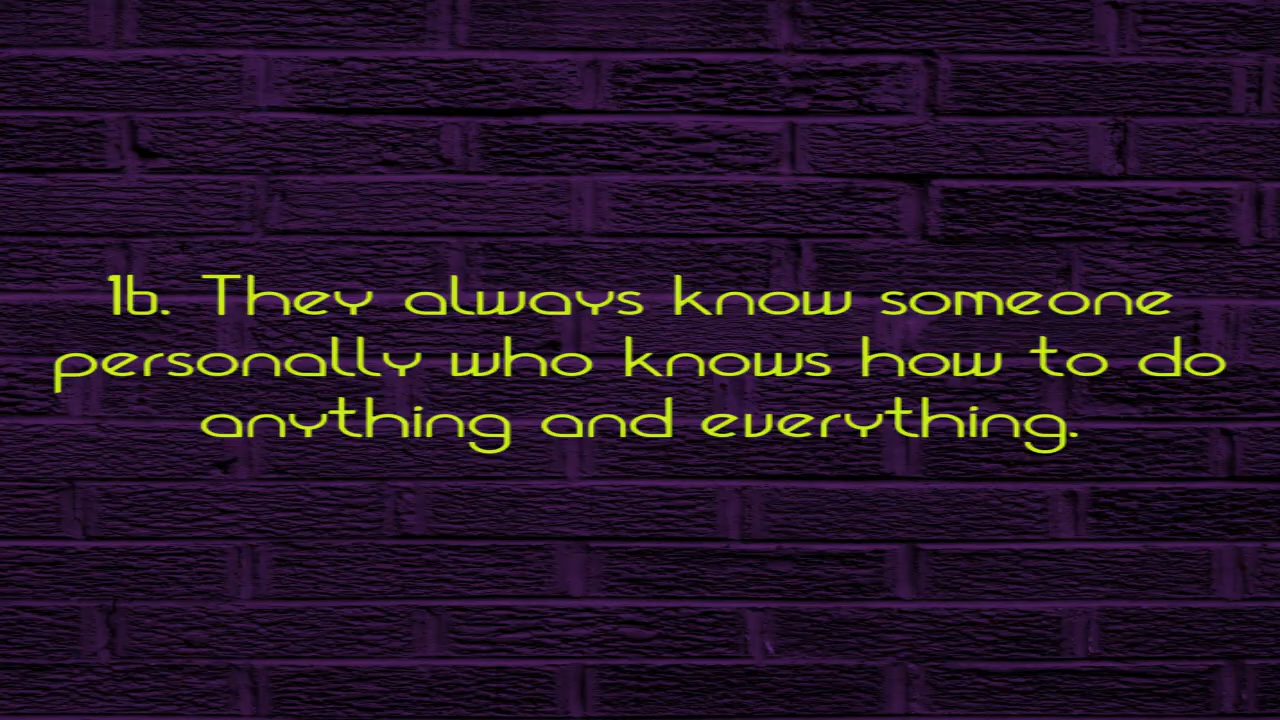 16. They always know someone
personally who knows how to do
anything and everything.